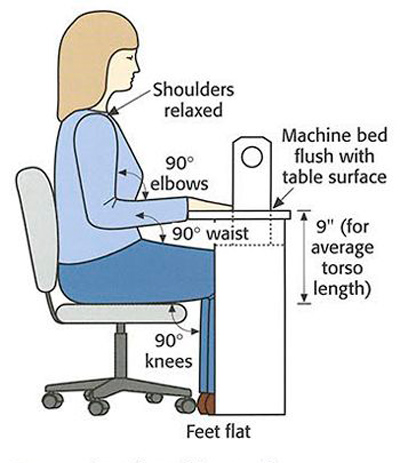 Shoulders
relaxed
Machine bed
flush with
table surface
90°
elbows
90° waist
9" (for
average
torso
length)
90°
knees
Feet flat